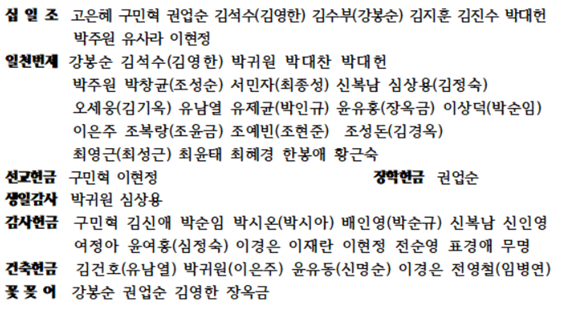 십 일 조 고은혜 구민혁 권업순 김석수(김영한) 김수부(강봉순) 김지훈 김진수 박대헌
박주원 유사라 이현정
일천번제 강봉순 김석수(김영한) 박귀원 박대찬 박대헌
박주원 박창균(조성순) 서민자(최종성) 신복남 심상용(김정숙)
오세웅(김기옥) 유남열 유제균(박인규) 윤유홍(장옥금) 이상덕(박순임)
이은주 조복랑(조윤금) 조예빈(조현준) 조성돈(김경옥)
최영근(최성근) 최윤태 최혜경 한봉애 황근숙
선교헌금 구민혁 이현정 장학헌금 권업순
생일감사 박귀원 심상용
감사헌금 구민혁 김신애 박순임 박시온(박시아) 배인영(박순규) 신복남 신인영
여정아 윤여홍(심정숙) 이경은 이재란 이현정 전순영 표경애 무명
건축헌금 김건호(유남열) 박귀원(이은주) 윤유동(신명순) 이경은 전영철(임병연)
꽃 꽂 이 강봉순 권업순 김영한 장옥금